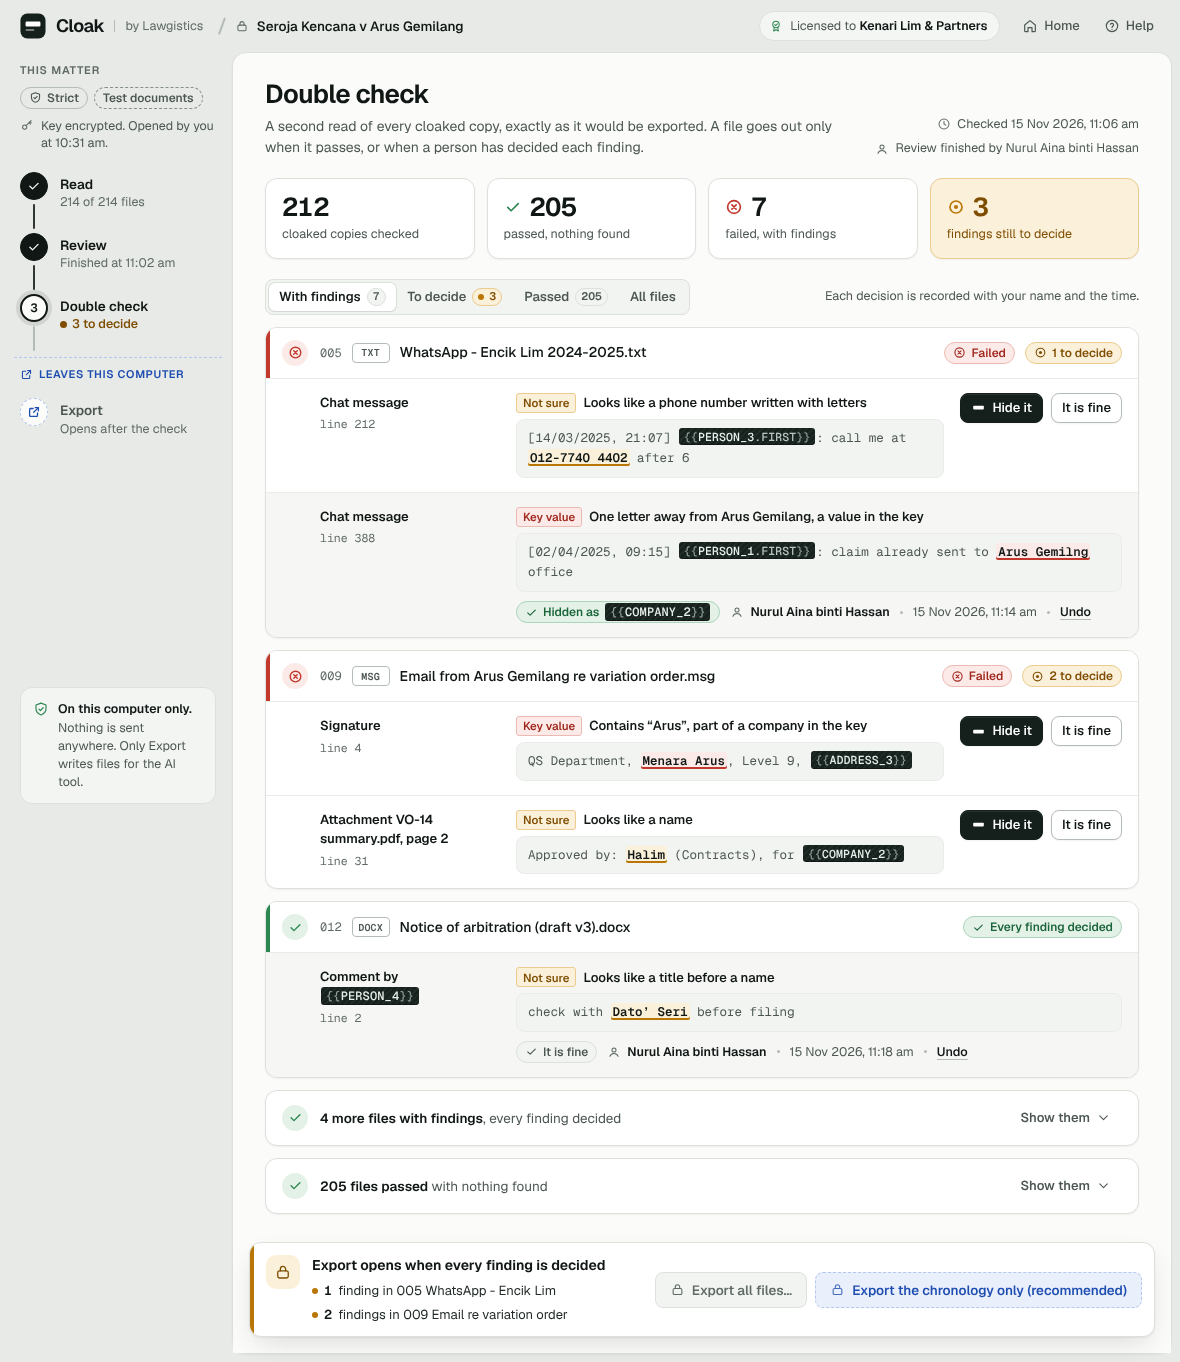 Cloak
by Lawgistics
/
Seroja Kencana v Arus Gemilang
Licensed to Kenari Lim & Partners
Home
Help
THIS MATTER
Strict
Test documents
Key encrypted. Opened by you
at 10:31 am.
Read
214 of 214 files
Review
Finished at 11:02 am
3
Double check
3 to decide
LEAVES THIS COMPUTER
Export
Opens after the check
On this computer only.
Nothing is sent
anywhere. Only Export
writes files for the AI
tool.
Double check
A second read of every cloaked copy, exactly as it would be exported. A file goes out only
when it passes, or when a person has decided each finding.
Checked 15 Nov 2026, 11:06 am
Review finished by Nurul Aina binti Hassan
212
cloaked copies checked
205
passed, nothing found
7
failed, with findings
3
findings still to decide
With findings 7
To decide 3
Passed 205
All files
Each decision is recorded with your name and the time.
005 TXT WhatsApp - Encik Lim 2024-2025.txt
Failed
1 to decide
Chat message
line 212
Not sure Looks like a phone number written with letters
[14/03/2025, 21:07] {{PERSON_3.FIRST}}: call me at
O12-7740 4402 after 6
Hide it
It is fine
Chat message
line 388
Key value One letter away from Arus Gemilang, a value in the key
[02/04/2025, 09:15] {{PERSON_1.FIRST}}: claim already sent to Arus Gemilng
office
Hidden as {{COMPANY_2}} Nurul Aina binti Hassan • 15 Nov 2026, 11:14 am • Undo
009 MSG Email from Arus Gemilang re variation order.msg
Failed
2 to decide
Signature
line 4
Key value Contains “Arus”, part of a company in the key
QS Department, Menara Arus, Level 9, {{ADDRESS_3}}
Hide it
It is fine
Attachment VO-14
summary.pdf, page 2
line 31
Not sure Looks like a name
Approved by: Halim (Contracts), for {{COMPANY_2}}
Hide it
It is fine
012 DOCX Notice of arbitration (draft v3).docx
Every finding decided
Comment by
{{PERSON_4}}
line 2
Not sure Looks like a title before a name
check with Dato’ Seri before filing
It is fine Nurul Aina binti Hassan • 15 Nov 2026, 11:18 am • Undo
4 more files with findings, every finding decided
Show them
205 files passed with nothing found
Show them
Export opens when every finding is decided
1 finding in 005 WhatsApp - Encik Lim
2 findings in 009 Email re variation order
Export all files…
Export the chronology only (recommended)